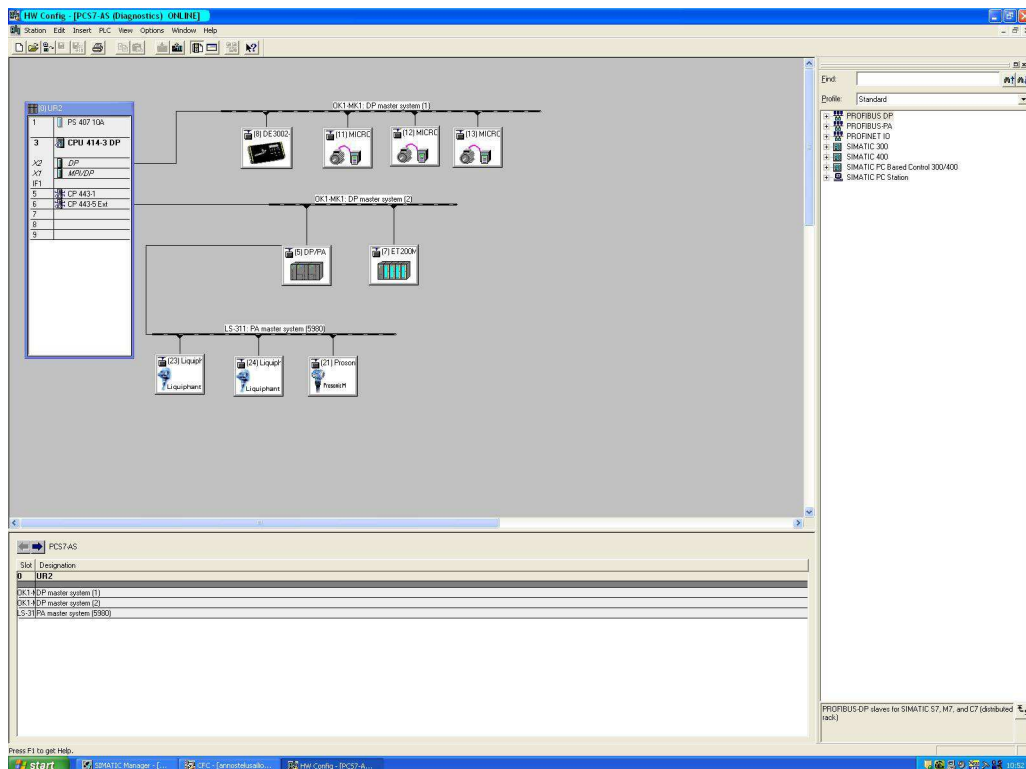 HW Config - [PCS7-AS (Diagnostics) ONLINE]
Station Edit Insert PLC View Options Window Help
Find:
Profile: Standard
PROFIBUS DP
PROFIBUS-PA
PROFINET IO
SIMATIC 300
SIMATIC 400
SIMATIC PC Based Control 300/400
SIMATIC PC Station
(0) UR2
1 PS 407 10A
3 CPU 414-3 DP
X2 DP
X1 MPI/DP
IF1
5 CP 443-1
6 CP 443-5 Ext
7
8
9
OK1-MK1: DP master system (1)
(8) DE3002-
(11) MICRO
(12) MICRO
(13) MICRO
OK1-MK1: DP master system (2)
(5) DP/PA
(7) ET200M
LS-311: PA master system (5980)
(23) Liquiph
Liquiphant
(24) Liquiph
Liquiphant
(21) Proson
Prosonic M
PCS7-AS
Slot Designation
0 UR2
OK1-M DP master system (1)
OK1-M DP master system (2)
LS-31 PA master system (5980)
PROFIBUS-DP slaves for SIMATIC S7, M7, and C7 (distributed rack)
Press F1 to get Help.
start
SIMATIC Manager - [...
CFC - [annostelusailio...
HW Config - [PCS7-A...
10:52